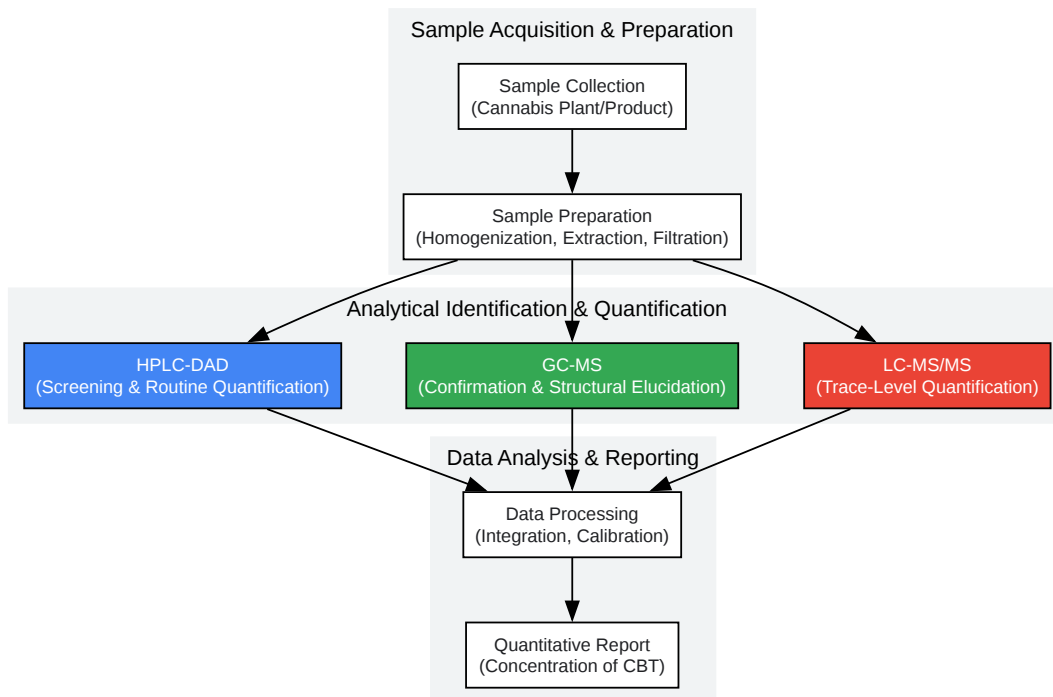 Sample Acquisition & Preparation
Sample Collection
(Cannabis Plant/Product)
Sample Preparation
(Homogenization, Extraction, Filtration)
Analytical Identification & Quantification
HPLC-DAD
(Screening & Routine Quantification)
GC-MS
(Confirmation & Structural Elucidation)
LC-MS/MS
(Trace-Level Quantification)
Data Analysis & Reporting
Data Processing
(Integration, Calibration)
Quantitative Report
(Concentration of CBT)